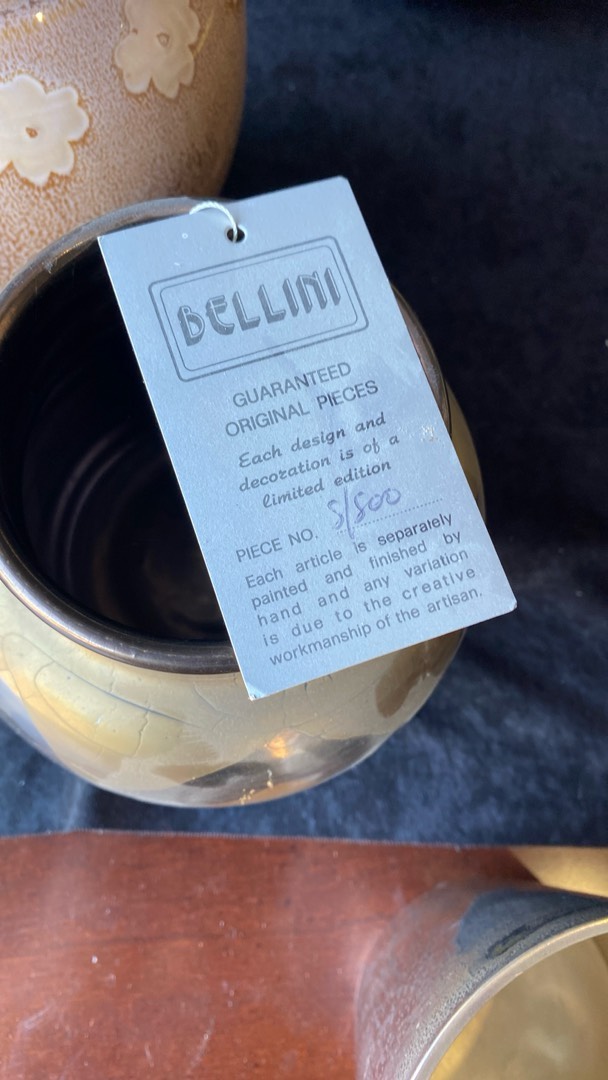 BELLINI
GUARANTEED
ORIGINAL PIECES
Each design and
decoration is of a
limited edition
PIECE NO. S/500
Each article is separately
painted and finished by
hand and any variation
is due to the creative
workmanship of the artisan.